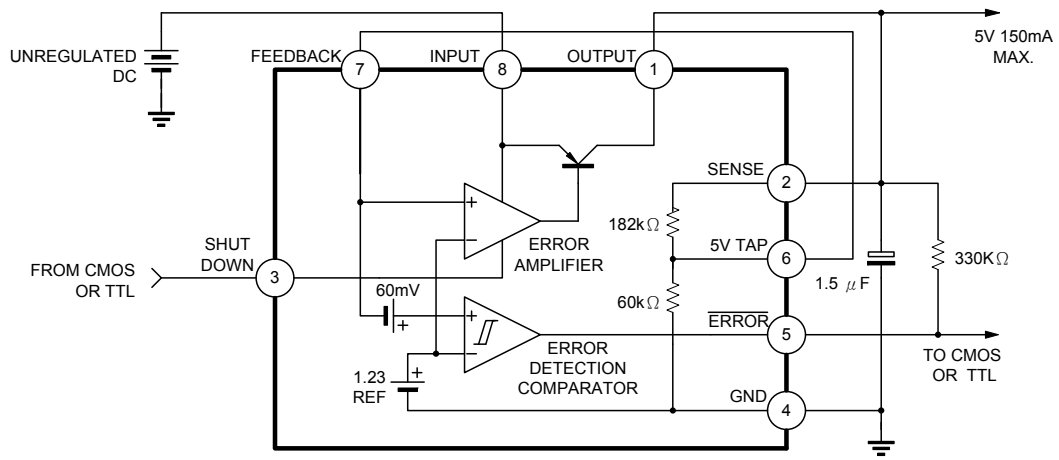 UNREGULATED
DC
FEEDBACK
7
INPUT
8
OUTPUT
1
5V 150mA
MAX.
SENSE
2
182kΩ
5V TAP
6
+
−
ERROR
AMPLIFIER
SHUT
DOWN
3
FROM CMOS
OR TTL
60mV
+
+
−
60kΩ
1.5 μF
330KΩ
ERROR
5
ERROR
DETECTION
COMPARATOR
TO CMOS
OR TTL
1.23
REF
+
GND
4